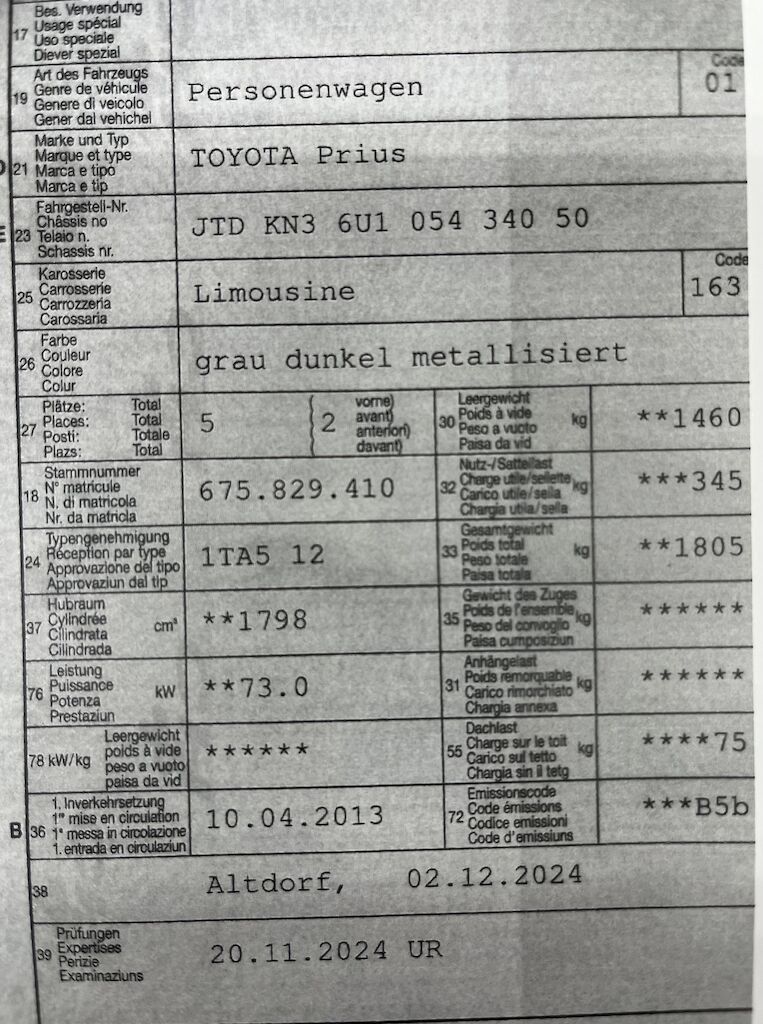 Bes. Verwendung
17 Usage spécial
Uso speciale
Diever spezial
Art des Fahrzeugs
19 Genre de véhicule
Genere di veicolo
Gener dal vehichel
Personenwagen
Code
01
Marke und Typ
21 Marque et type
Marca e tipo
Marca e tip
TOYOTA Prius
Fahrgestell-Nr.
E 23 Châssis no
Telaio n.
Schassis nr.
JTD KN3 6U1 054 340 50
Karosserie
25 Carrosserie
Carrozzeria
Carossaria
Limousine
Code
163
Farbe
26 Couleur
Colore
Colur
grau dunkel metallisiert
27 Plätze: Total
Places: Total
Posti: Totale
Plazs: Total
5
2 vorne)
avant)
anteriori)
davant)
30 Leergewicht
Poids à vide kg
Peso a vuoto
Paisa da vid
**1460
18 Stammnummer
N° matricule
N. di matricola
Nr. da matricla
675.829.410
32 Nutz-/Sattellast
Charge utile/sellette kg
Carico utile/sella
Chargia utila/sella
***345
24 Typengenehmigung
Réception par type
Approvazione del tipo
Approvaziun dal tip
1TA5 12
33 Gesamtgewicht
Poids total kg
Peso totale
Paisa totala
**1805
37 Hubraum
Cylindrée cm³
Cilindrata
Cilindrada
**1798
35 Gewicht des Zuges
Poids de l'ensemble kg
Peso del convoglio
Paisa cumposiziun
******
76 Leistung
Puissance kW
Potenza
Prestaziun
**73.0
31 Anhängelast
Poids remorquable kg
Carico rimorchiato
Chargia annexa
******
78 kW/kg Leergewicht
poids à vide
peso a vuoto
paisa da vid
******
55 Dachlast
Charge sur le toit kg
Carico sul tetto
Chargia sin il tetg
****75
B 36 1. Inverkehrsetzung
1re mise en circulation
1a messa in circolazione
1. entrada en circulaziun
10.04.2013
72 Emissionscode
Code émissions
Codice emissioni
Code d'emissiuns
***B5b
38 Altdorf, 02.12.2024
39 Prüfungen
Expertises
Perizie
Examinaziuns
20.11.2024 UR